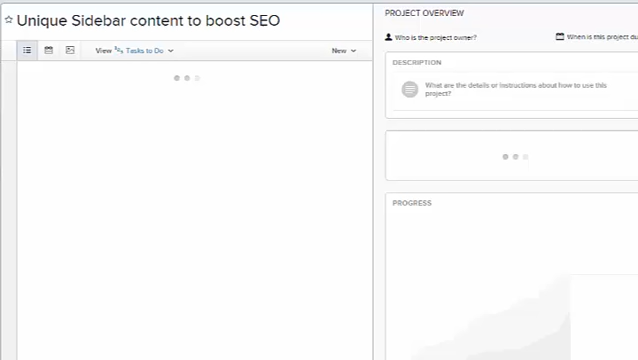 Unique Sidebar content to boost SEO
View Tasks to Do
New
PROJECT OVERVIEW
Who is the project owner?
When is this project du
DESCRIPTION
What are the details or instructions about how to use this
project?
PROGRESS